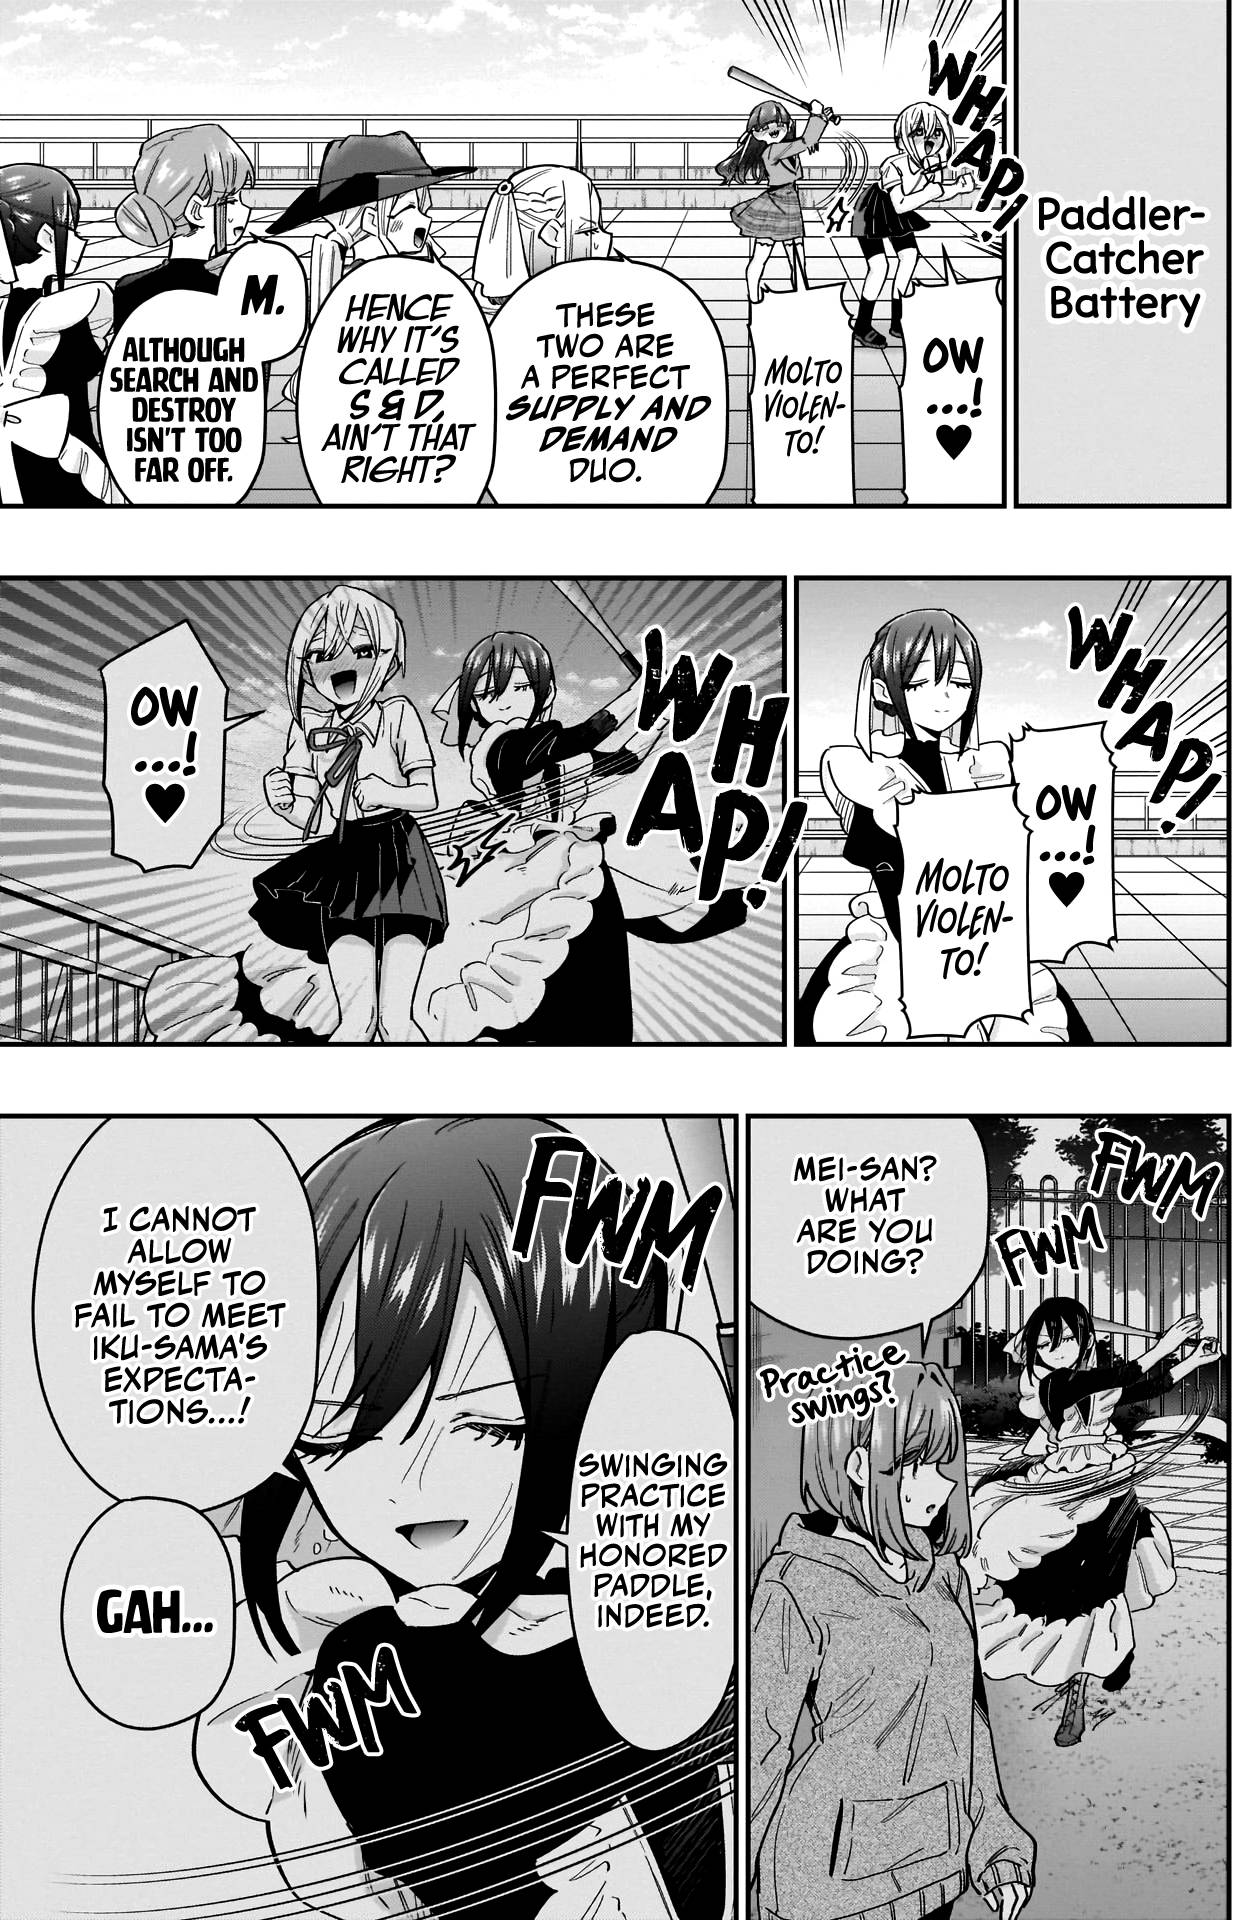 Paddler-
Catcher
Battery
WHAP!
OW
...!
♥
MOLTO
VIOLEN-
TO!
THESE
TWO ARE
A PERFECT
SUPPLY AND
DEMAND
DUO.
HENCE
WHY IT'S
CALLED
S & D,
AIN'T THAT
RIGHT?
M.
ALTHOUGH
SEARCH AND
DESTROY
ISN'T TOO
FAR OFF.
WHAP!
OW
...!
♥
MOLTO
VIOLEN-
TO!
WHAP!
OW
...!
♥
FWM
FWM
MEI-SAN?
WHAT
ARE YOU
DOING?
Practice
swings?
FWM
SWINGING
PRACTICE
WITH MY
HONORED
PADDLE,
INDEED.
I CANNOT
ALLOW
MYSELF TO
FAIL TO MEET
IKU-SAMA'S
EXPECTA-
TIONS...!
GAH...
FWM